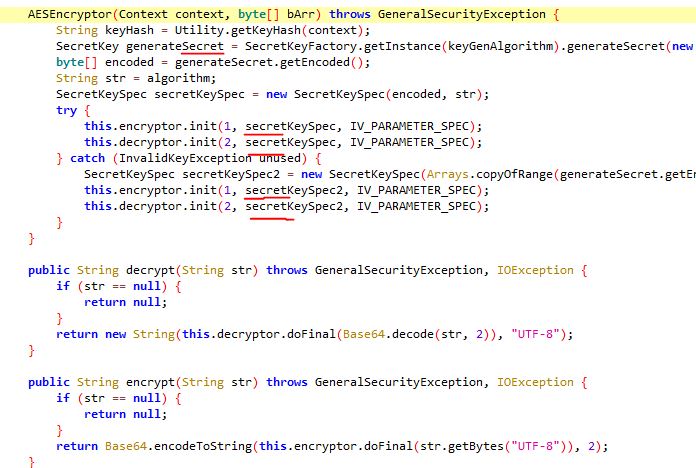 AESEncryptor(Context context, byte[] bArr) throws GeneralSecurityException {
String keyHash = Utility.getKeyHash(context);
SecretKey generateSecret = SecretKeyFactory.getInstance(keyGenAlgorithm).generateSecret(new
byte[] encoded = generateSecret.getEncoded();
String str = algorithm;
SecretKeySpec secretKeySpec = new SecretKeySpec(encoded, str);
try {
this.encryptor.init(1, secretKeySpec, IV_PARAMETER_SPEC);
this.decryptor.init(2, secretKeySpec, IV_PARAMETER_SPEC);
} catch (InvalidKeyException unused) {
SecretKeySpec secretKeySpec2 = new SecretKeySpec(Arrays.copyOfRange(generateSecret.getE
this.encryptor.init(1, secretKeySpec2, IV_PARAMETER_SPEC);
this.decryptor.init(2, secretKeySpec2, IV_PARAMETER_SPEC);
}
}
public String decrypt(String str) throws GeneralSecurityException, IOException {
if (str == null) {
return null;
}
return new String(this.decryptor.doFinal(Base64.decode(str, 2)), "UTF-8");
}
public String encrypt(String str) throws GeneralSecurityException, IOException {
if (str == null) {
return null;
}
return Base64.encodeToString(this.encryptor.doFinal(str.getBytes("UTF-8")), 2);
}